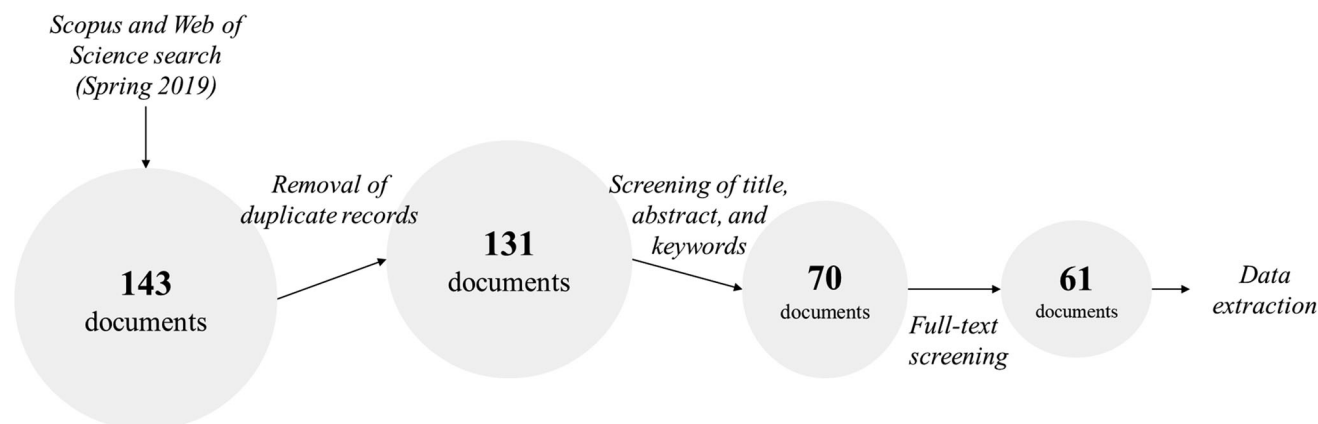 Scopus and Web of
Science search
(Spring 2019)
143
documents
Removal of
duplicate records
131
documents
Screening of title,
abstract, and
keywords
70
documents
Full-text
screening
61
documents
Data
extraction